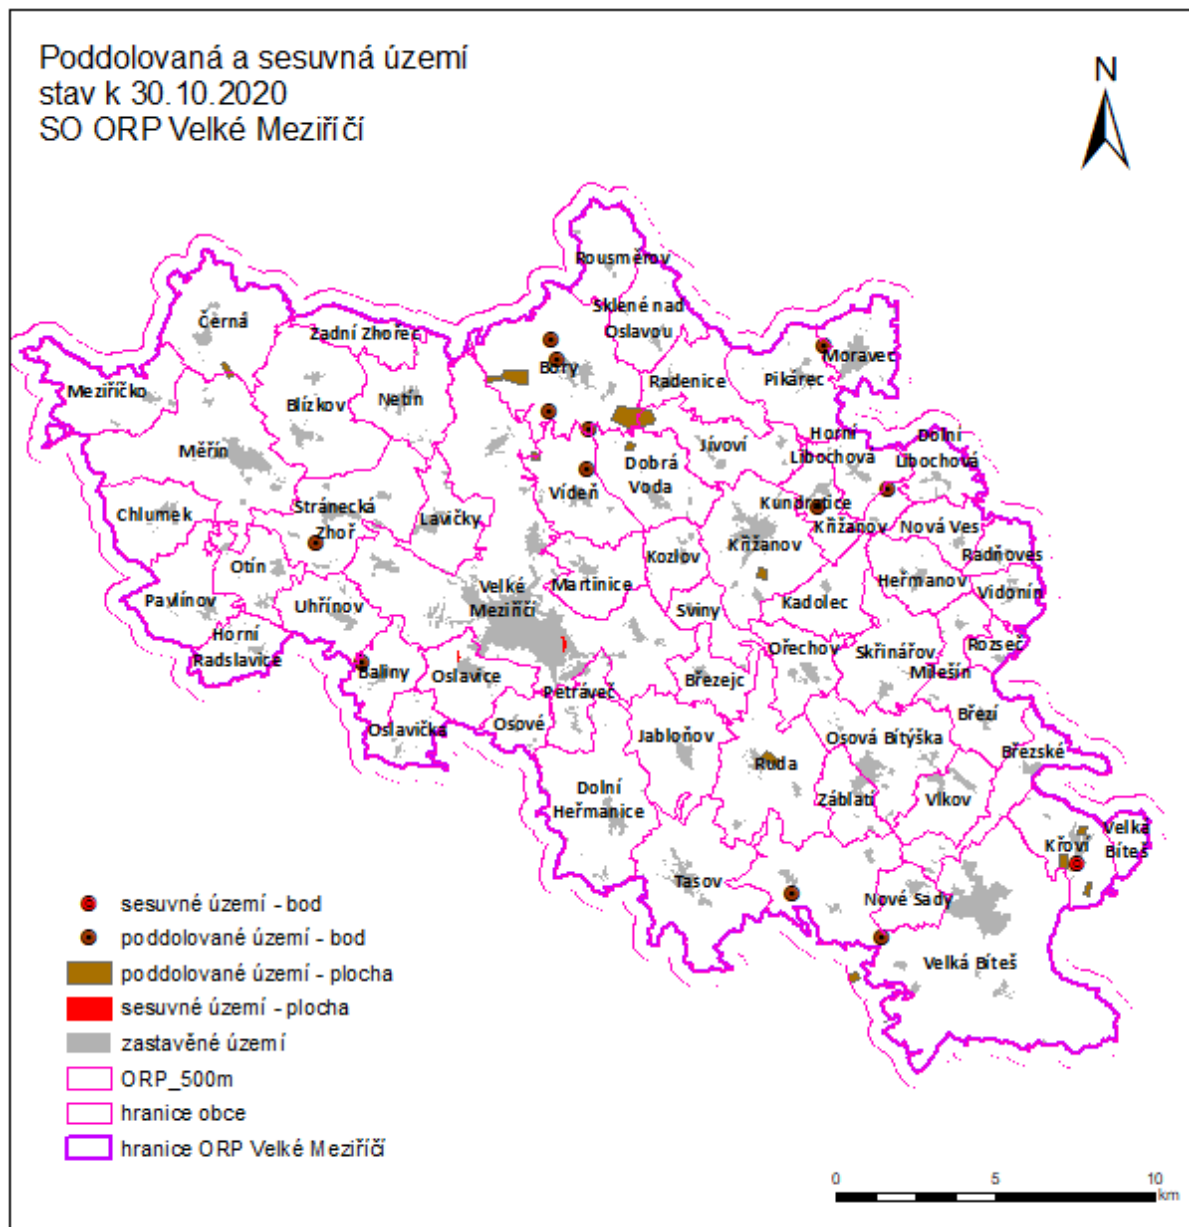 Poddolovaná a sesuvná území
stav k 30.10.2020
SO ORP Velké Meziříčí
N
Rousměrov
Sklené nad
Oslavou
Černá
Zadní Zhořec
Moravec
Bory
Pikárec
Radenice
Meziříčko
Blízkov
Netín
Horní
Libochová
Dolní
Libochová
Jívoví
Měřín
Dobrá
Voda
Vídeň
Stránecká
Zhoř
Chlumek
Lavičky
Kundratice
Křižanov
Nová Ves
Křižanov
Kozlov
Radňoves
Otín
Martinice
Heřmanov
Vidonín
Velké
Meziříčí
Pavlínov
Uhřínov
Kadolec
Sviny
Horní
Radslavice
Ořechov
Skřinářov
Rozseč
Milešín
Baliny
Oslavice
Březejc
Petráveč
Březí
Oslavička
Osové
Jabloňov
Osová Bítýška
Březské
Ruda
Dolní
Heřmanice
Záblatí
Vlkov
Velká
Bíteš
Křoví
Tasov
Nové Sady
Velká Bíteš
sesuvné území - bod
poddolované území - bod
poddolované území - plocha
sesuvné území - plocha
zastavěné území
ORP_500m
hranice obce
hranice ORP Velké Meziříčí
0 5 10
km